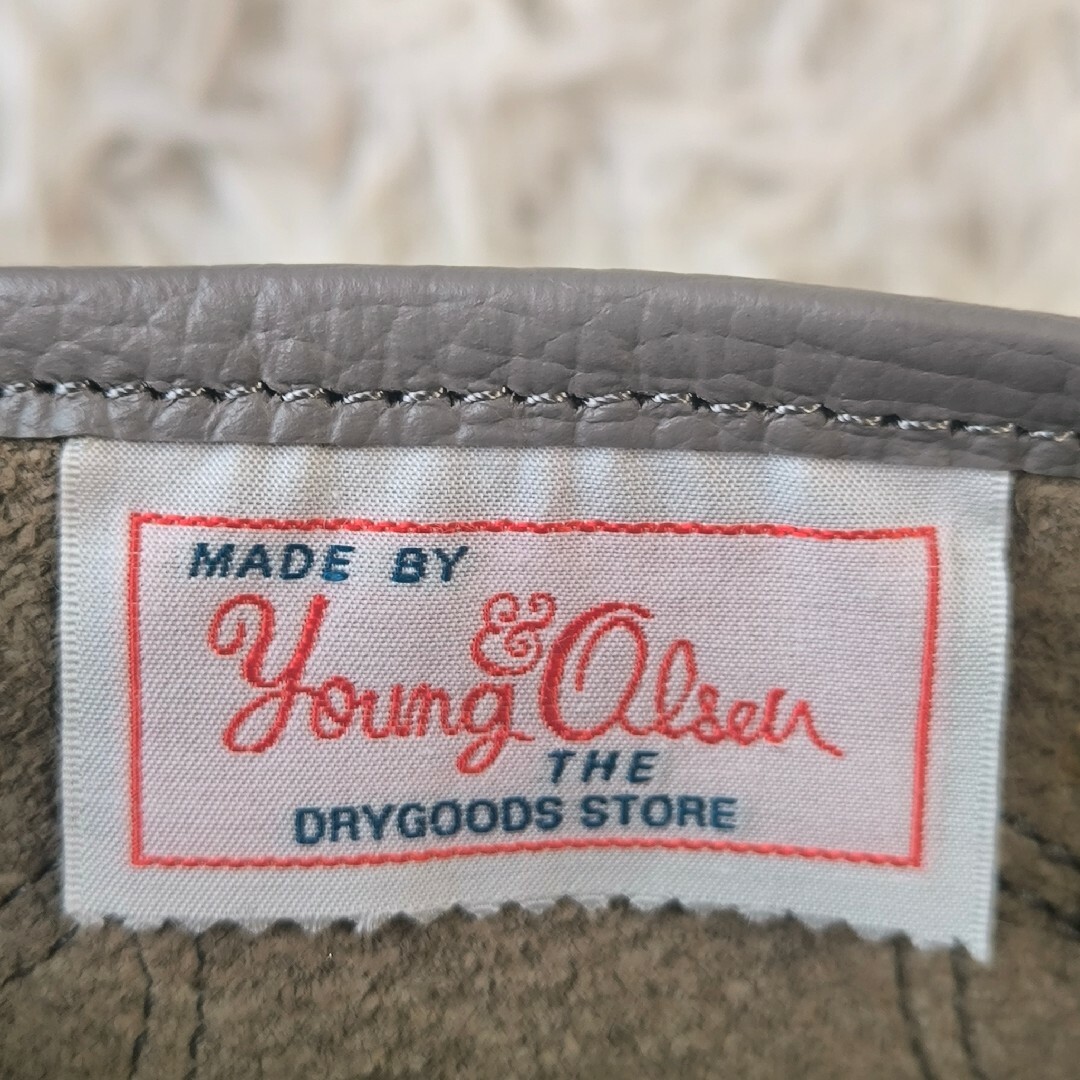 MADE BY
Young & Olsen
THE
DRYGOODS STORE